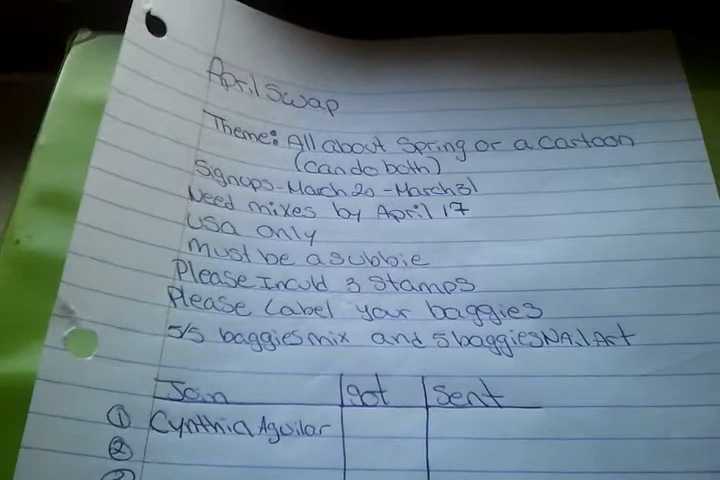 April Swap
Theme: All about Spring or a Cartoon
(can do both)
Signups - March 20 - March 31
Need mixes by April 17
USA only
must be a subbie
Please Includ 3 Stamps
Please Label your baggies
5/5 baggies mix and 5 baggies NAil Art
Join got Sent
① Cynthia Aguilar
②
③